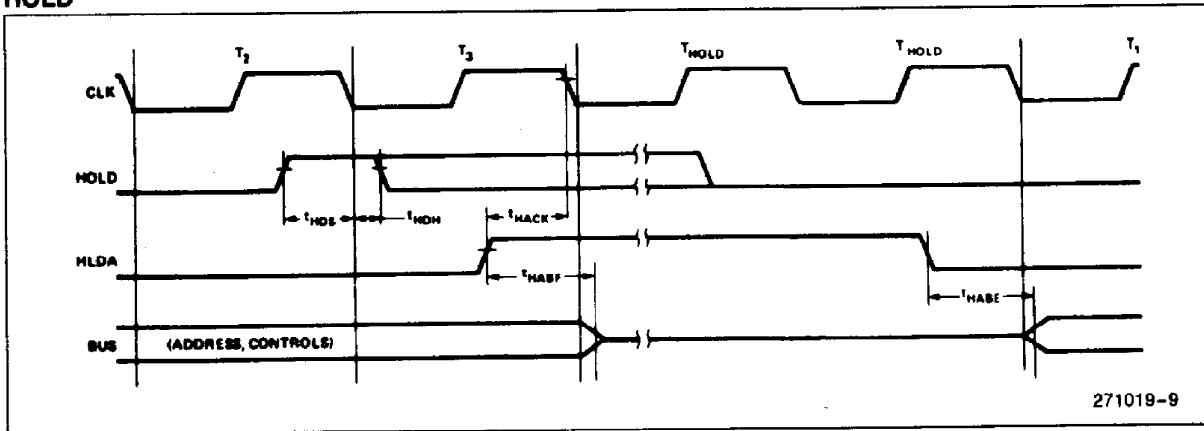 HOLD
T2 T3 THOLD THOLD T1
CLK
HOLD
tHDS tHDH tHACK
HLDA
tHABF tHABE
BUS (ADDRESS, CONTROLS)
271019-9